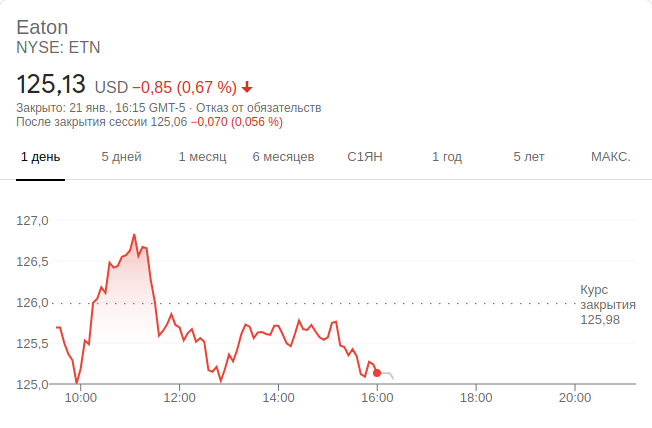 Eaton
NYSE: ETN
125,13 USD −0,85 (0,67 %)
Закрыто: 21 янв., 16:15 GMT-5 · Отказ от обязательств
После закрытия сессии 125,06 −0,070 (0,056 %)
1 день 5 дней 1 месяц 6 месяцев С1ЯН 1 год 5 лет МАКС.
127,0
126,5
126,0
125,5
125,0
Курс
закрытия
125,98
10:00 12:00 14:00 16:00 18:00 20:00